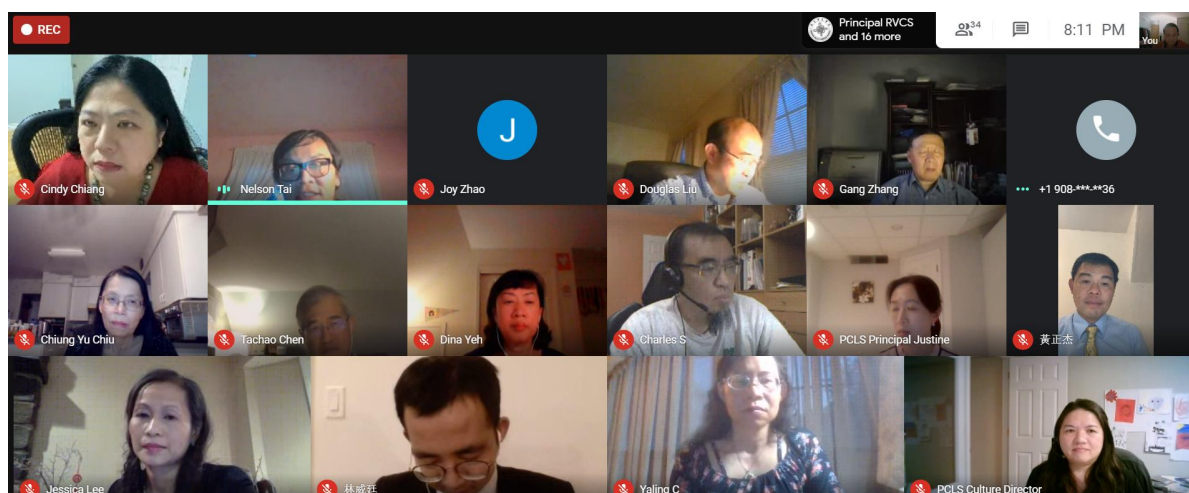 REC
Principal RVCS
and 16 more
34
8:11 PM
You
Cindy Chiang
Nelson Tai
J
Joy Zhao
Douglas Liu
Gang Zhang
+1 908-***-**36
Chiung Yu Chiu
Tachao Chen
Dina Yeh
Charles S
PCLS Principal Justine
黃正杰
Jessica Lee
林威廷
Yaling C
PCLS Culture Director